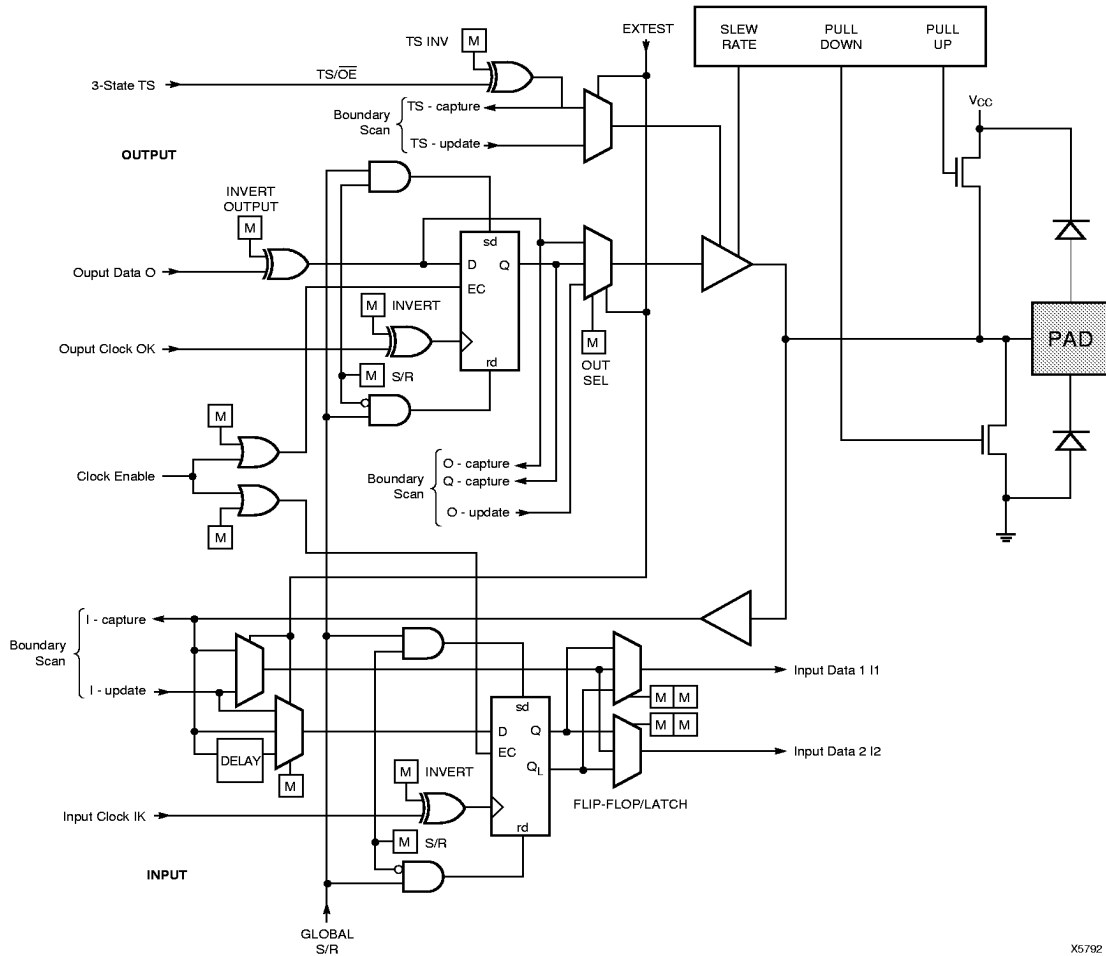 EXTEST
SLEW RATE
PULL DOWN
PULL UP
TS INV
M
3-State TS
TS/OE
VCC
Boundary Scan
TS - capture
TS - update
OUTPUT
INVERT OUTPUT
M
sd
D
Q
EC
rd
Ouput Data O
M
INVERT
Ouput Clock OK
M
S/R
M
OUT SEL
PAD
M
Clock Enable
M
Boundary Scan
O - capture
Q - capture
O - update
I - capture
Boundary Scan
I - update
Input Data 1 I1
M M
M M
Input Data 2 I2
sd
D
Q
EC
QL
rd
DELAY
M
M
INVERT
FLIP-FLOP/LATCH
Input Clock IK
M
S/R
INPUT
GLOBAL S/R
X5792